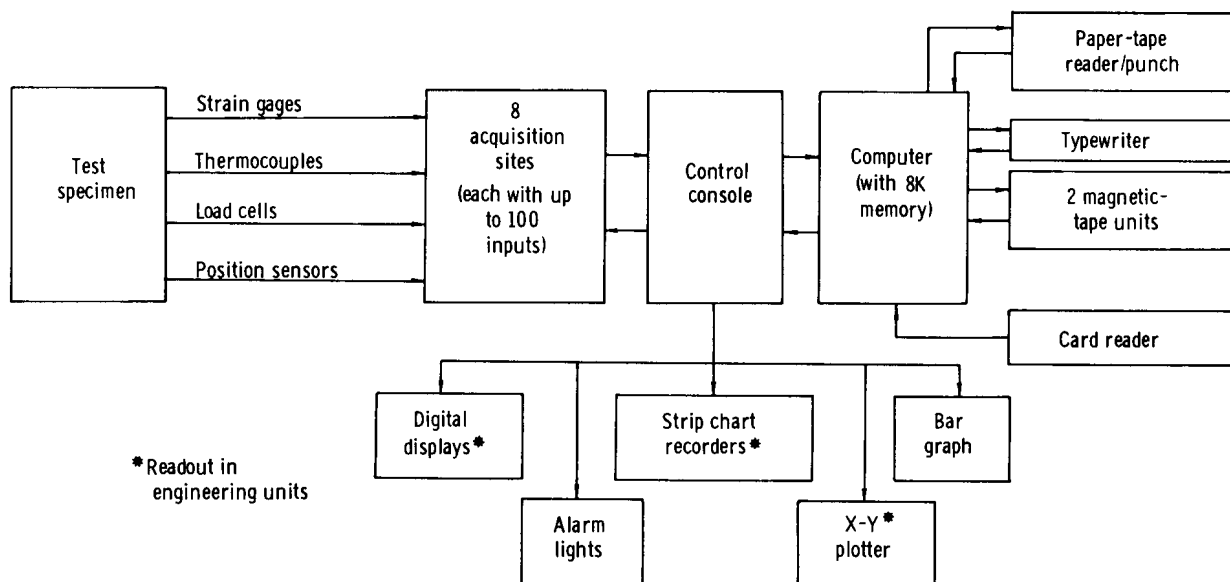 Test
specimen
Strain gages
Thermocouples
Load cells
Position sensors
8
acquisition
sites
(each with up
to 100
inputs)
Control
console
Computer
(with 8K
memory)
Paper-tape
reader/punch
Typewriter
2 magnetic-
tape units
Card reader
Digital
displays*
Strip chart
recorders*
Bar
graph
*Readout in
engineering units
Alarm
lights
X-Y*
plotter